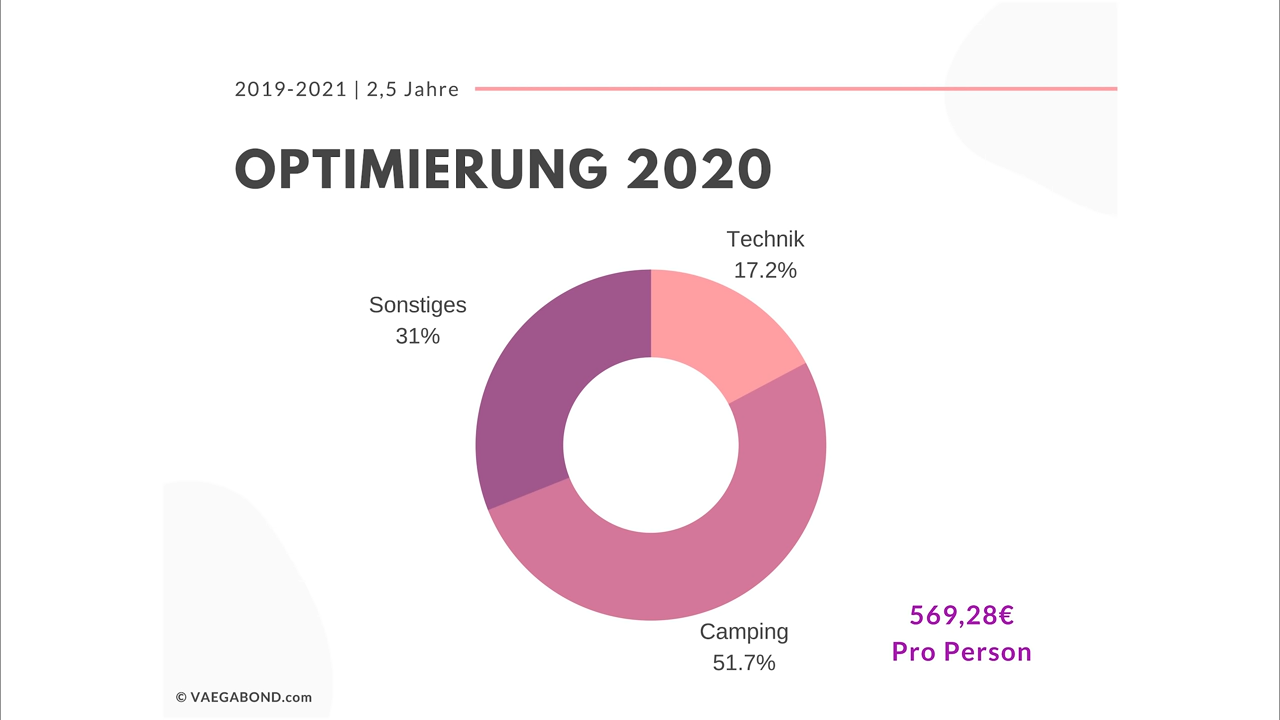 2019-2021 | 2,5 Jahre
OPTIMIERUNG 2020
Technik
17.2%
Sonstiges
31%
Camping
51.7%
569,28€
Pro Person
© VAEGABOND.com